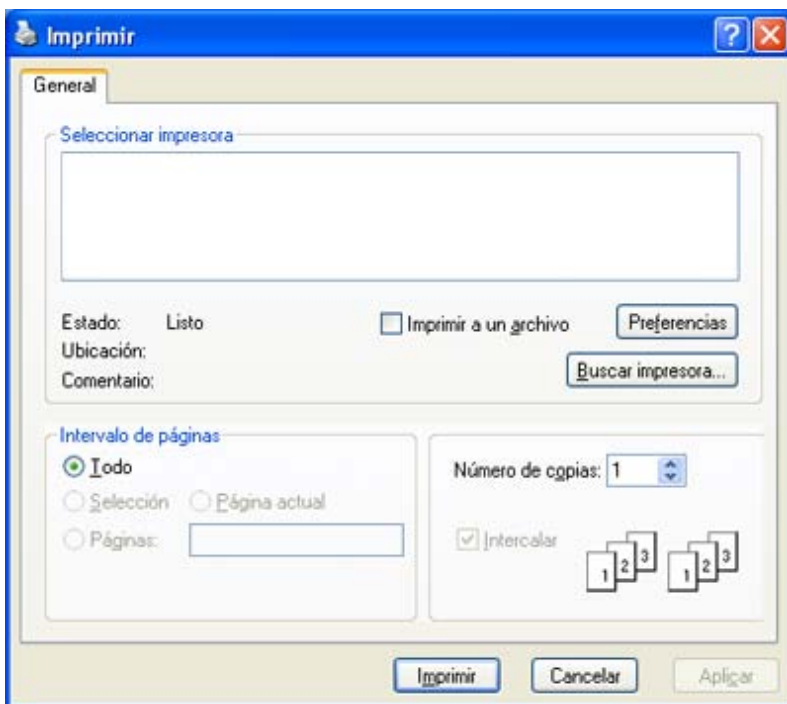 Imprimir
General
Seleccionar impresora
Estado: Listo
Imprimir a un archivo
Preferencias
Ubicación:
Comentario:
Buscar impresora...
Intervalo de páginas
Todo
Selección Página actual
Páginas:
Número de copias: 1
Intercalar
1 2 3 1 2 3
Imprimir Cancelar Aplicar